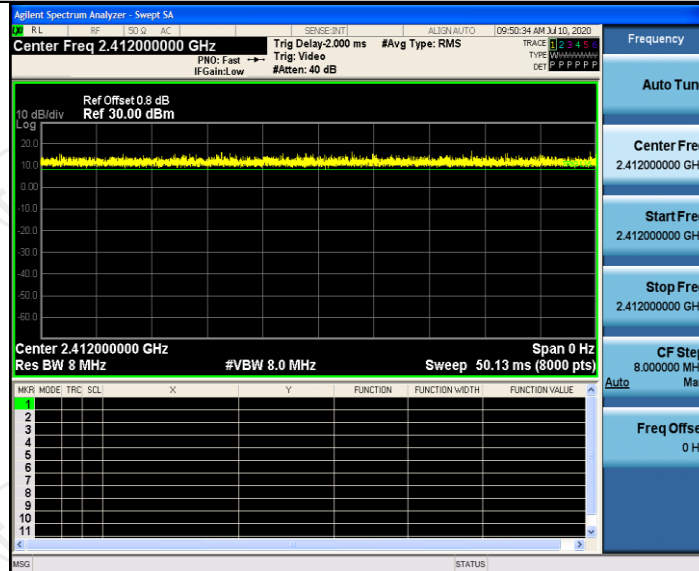 Agilent Spectrum Analyzer - Swept SA
RL RF 50 Ω AC SENSE:INT ALIGN AUTO 09:50:34 AM Jul 10, 2020
Center Freq 2.412000000 GHz
PNO: Fast
IFGain:Low
Trig Delay-2.000 ms
Trig: Video
#Atten: 40 dB
#Avg Type: RMS
TRACE 1 2 3 4 5 6
TYPE W
DET P P P P P P
Ref Offset 0.8 dB
10 dB/div Ref 30.00 dBm
Log
20.0
10.0
0.00
-10.0
-20.0
-30.0
-40.0
-50.0
-60.0
Center 2.412000000 GHz Span 0 Hz
Res BW 8 MHz #VBW 8.0 MHz Sweep 50.13 ms (8000 pts)
MKR MODE TRC SCL X Y FUNCTION FUNCTION WIDTH FUNCTION VALUE
1
2
3
4
5
6
7
8
9
10
11
MSG STATUS
Frequency
Auto Tun
Center Fre
2.412000000 GH
Start Fre
2.412000000 GH
Stop Fre
2.412000000 GH
CF Ste
8.000000 MH
Auto Ma
Freq Offse
0 H